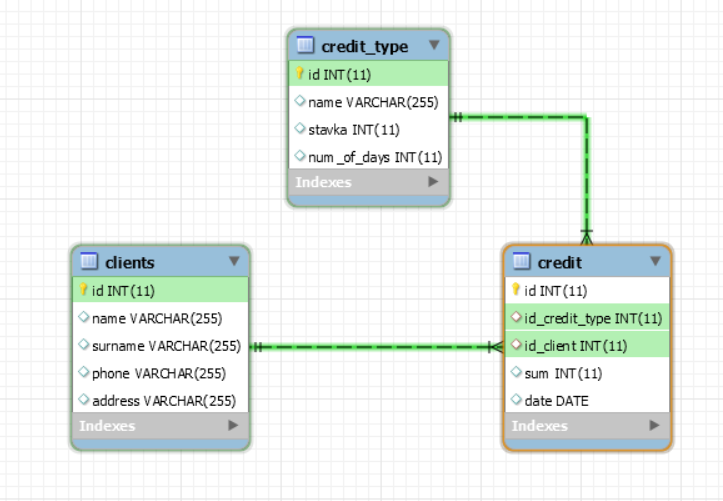 credit_type
id INT(11)
name VARCHAR(255)
stavka INT(11)
num_of_days INT(11)
Indexes
clients
id INT(11)
name VARCHAR(255)
surname VARCHAR(255)
phone VARCHAR(255)
address VARCHAR(255)
Indexes
credit
id INT(11)
id_credit_type INT(11)
id_client INT(11)
sum INT(11)
date DATE
Indexes